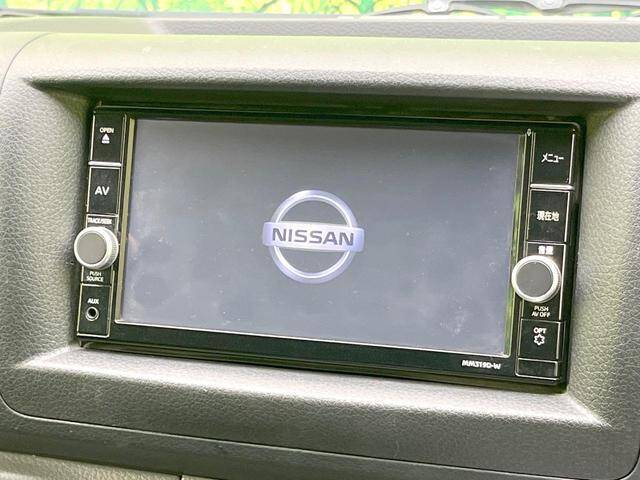 OPEN
AV
TRACK/SEEK
PUSH
SOURCE
AUX
NISSAN
メニュー
現在地
音量
PUSH
AV OFF
OPT
MM319D-W